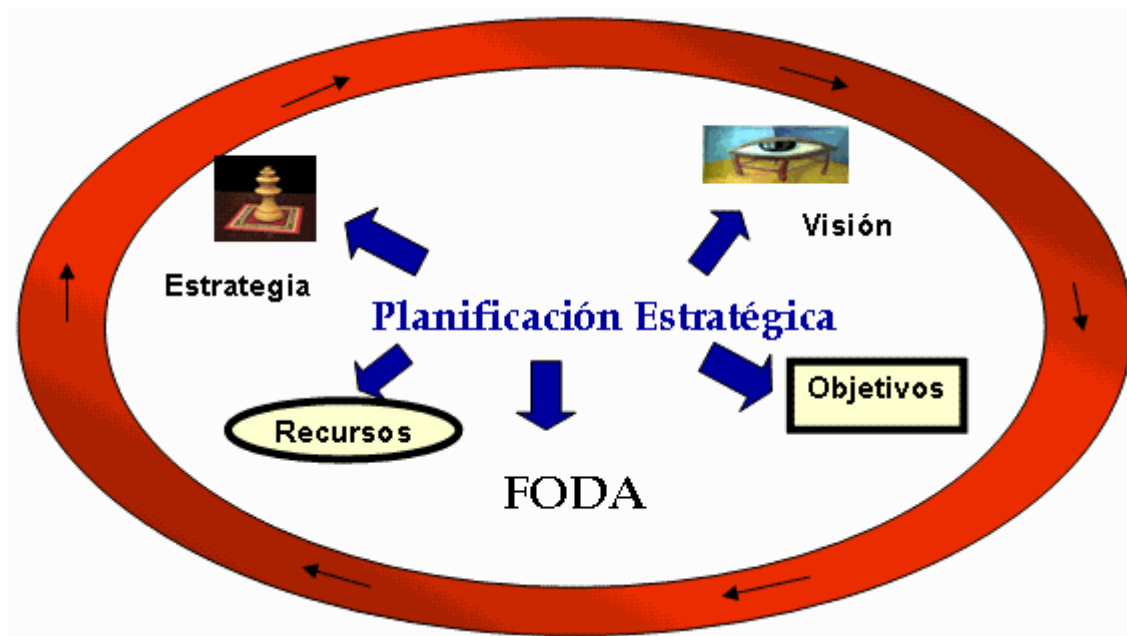 Visión
Estrategia
Planificación Estratégica
Objetivos
Recursos
FODA